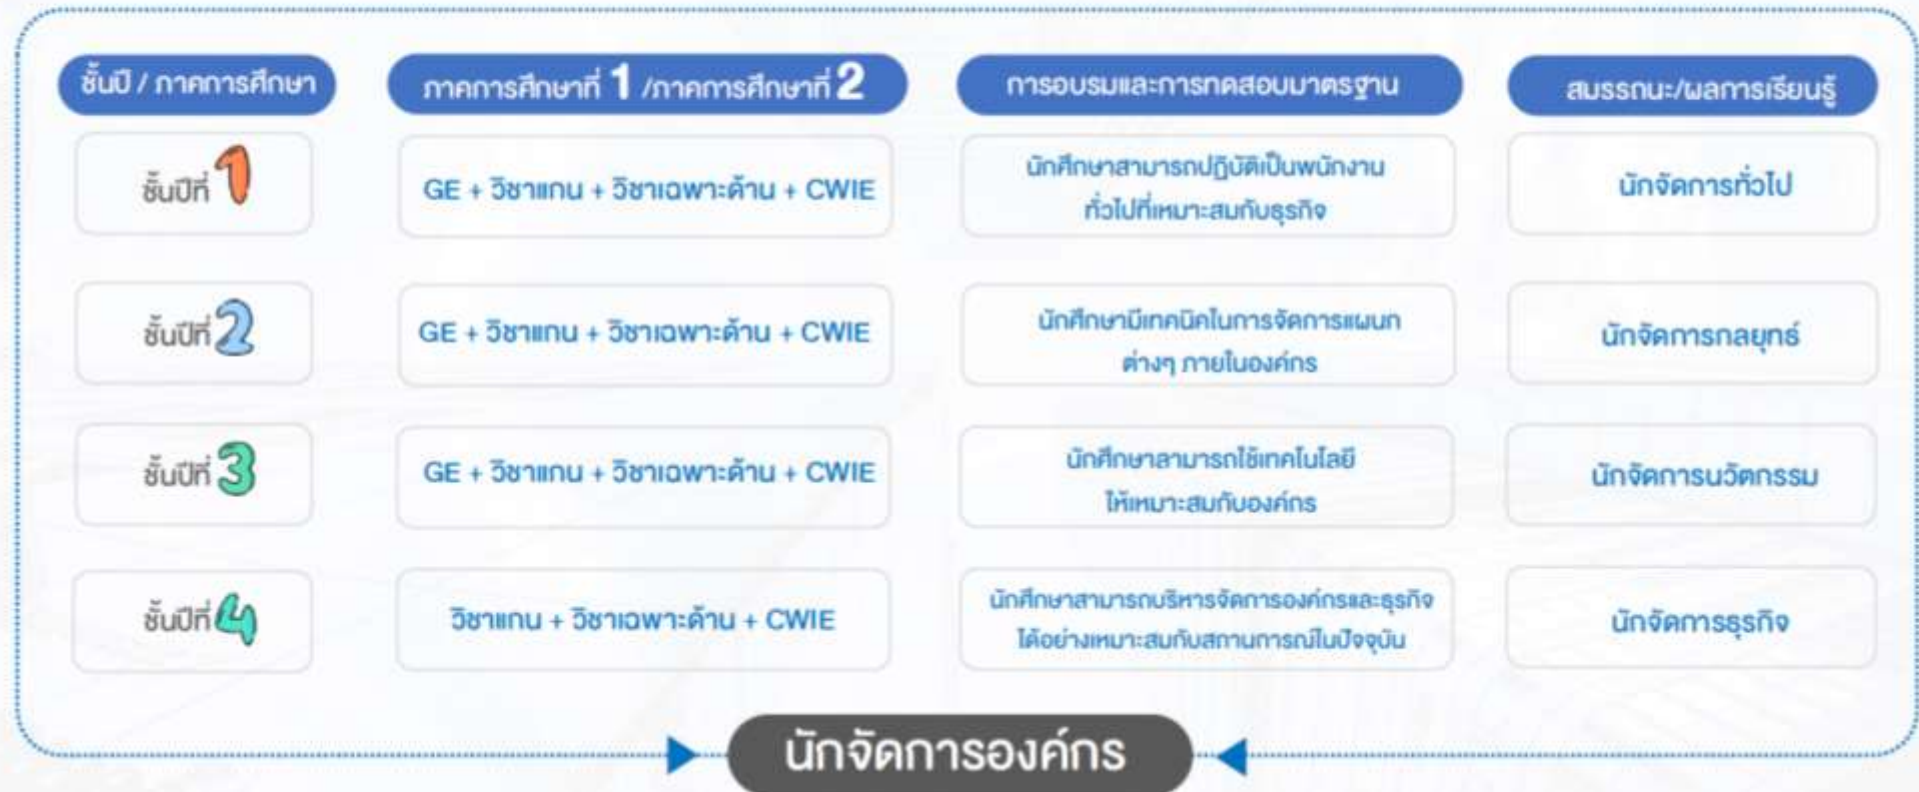 ชั้นปี / ภาคการศึกษา
ภาคการศึกษาที่ 1 /ภาคการศึกษาที่ 2
การอบรมและการทดสอบมาตรฐาน
สมรรถนะ/ผลการเรียนรู้
ชั้นปีที่ 1
GE + วิชาแกน + วิชาเฉพาะด้าน + CWIE
นักศึกษาสามารถปฏิบัติเป็นพนักงาน
ทั่วไปที่เหมาะสมกับธุรกิจ
นักจัดการทั่วไป
ชั้นปีที่ 2
GE + วิชาแกน + วิชาเฉพาะด้าน + CWIE
นักศึกษามีเทคนิคในการจัดการแผนก
ต่างๆ ภายในองค์กร
นักจัดการกลยุทธ์
ชั้นปีที่ 3
GE + วิชาแกน + วิชาเฉพาะด้าน + CWIE
นักศึกษาสามารถใช้เทคโนโลยี
ให้เหมาะสมกับองค์กร
นักจัดการนวัตกรรม
ชั้นปีที่ 4
วิชาแกน + วิชาเฉพาะด้าน + CWIE
นักศึกษาสามารถบริหารจัดการองค์กรและธุรกิจ
ได้อย่างเหมาะสมกับสถานการณ์ในปัจจุบัน
นักจัดการธุรกิจ
นักจัดการองค์กร